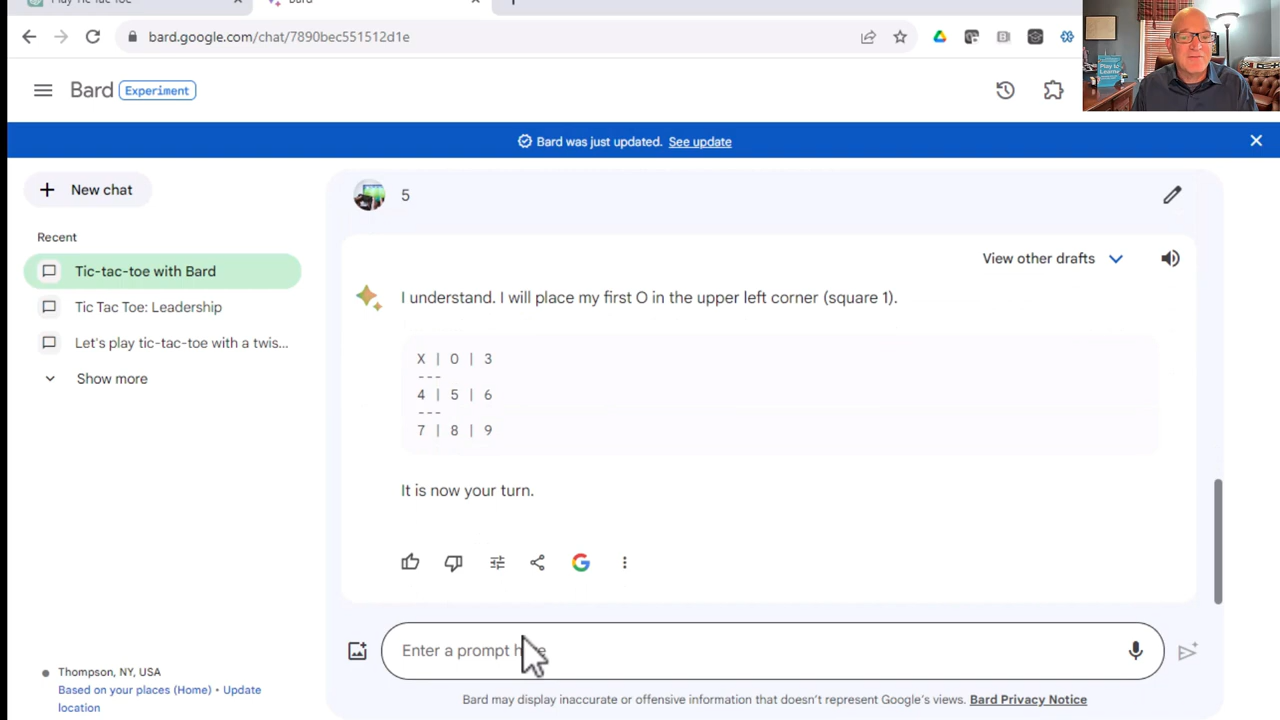 Bard
bard.google.com/chat/7890bec551512d1e
Bard Experiment
Bard was just updated. See update
New chat
Recent
Tic-tac-toe with Bard
Tic Tac Toe: Leadership
Let's play tic-tac-toe with a twis...
Show more
Thompson, NY, USA
Based on your places (Home) • Update
location
5
View other drafts
I understand. I will place my first O in the upper left corner (square 1).
X | O | 3
---
4 | 5 | 6
---
7 | 8 | 9
It is now your turn.
Enter a prompt
Bard may display inaccurate or offensive information that doesn't represent Google's views. Bard Privacy Notice
Play to